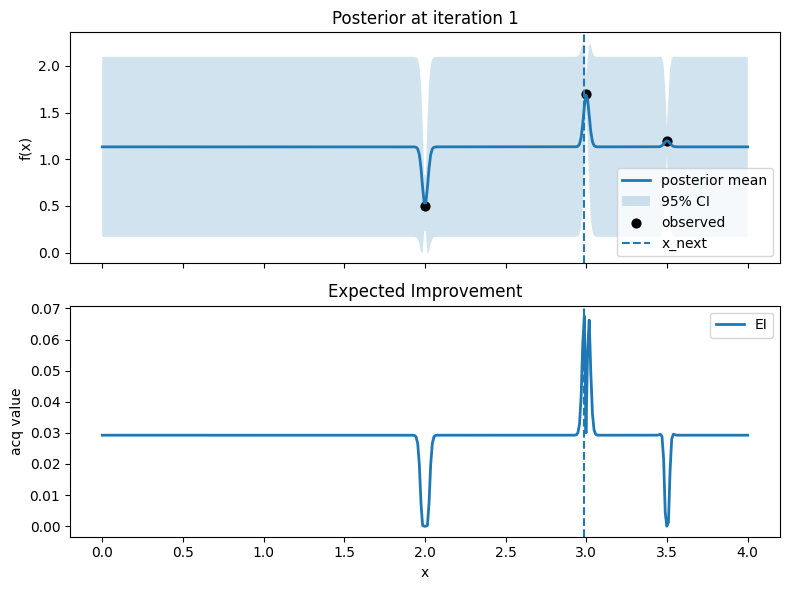 Posterior at iteration 1
f(x)
2.0
1.5
1.0
0.5
0.0
posterior mean
95% CI
observed
x_next
Expected Improvement
acq value
0.07
0.06
0.05
0.04
0.03
0.02
0.01
0.00
EI
0.0 0.5 1.0 1.5 2.0 2.5 3.0 3.5 4.0
x